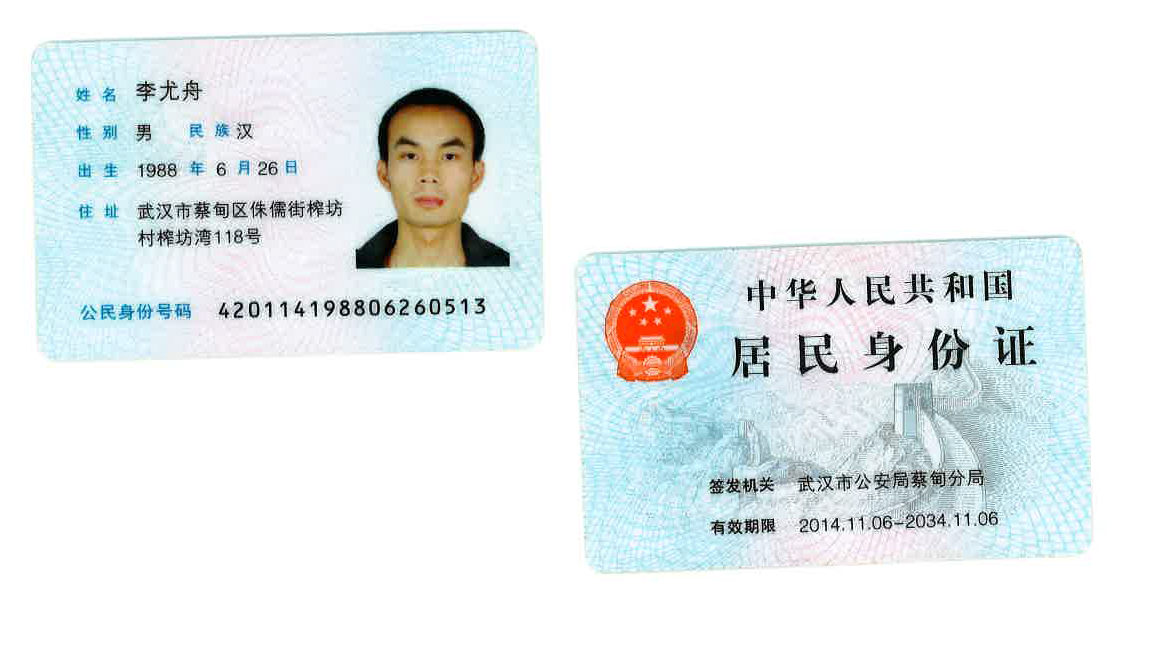 姓名 李尤舟
性别 男 民族 汉
出生 1988 年 6 月 26 日
住址 武汉市蔡甸区侏儒街榨坊
村榨坊湾118号
公民身份号码 420114198806260513
中华人民共和国
居民身份证
签发机关 武汉市公安局蔡甸分局
有效期限 2014.11.06-2034.11.06